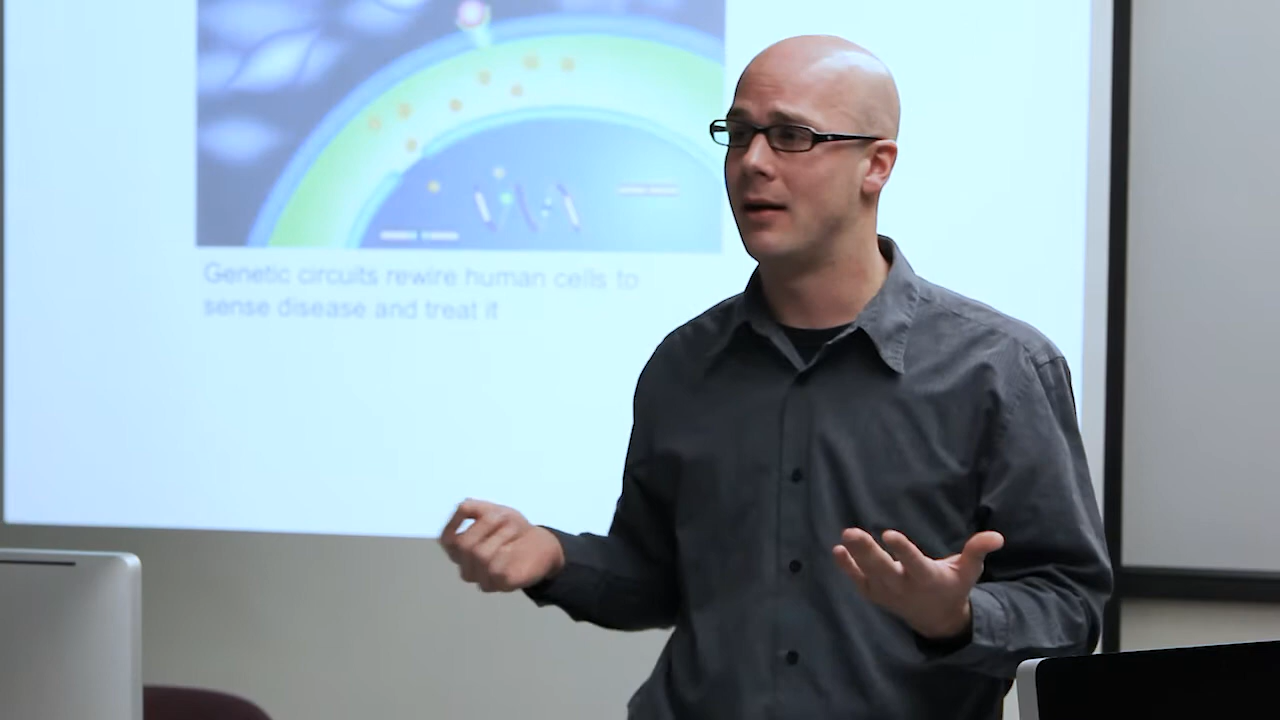 Genetic circuits rewire human cells to
sense disease and treat it